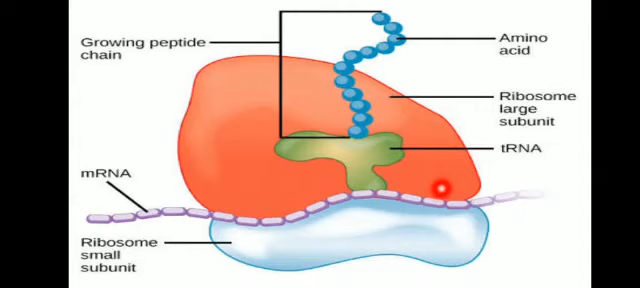 Growing peptide
chain
Amino
acid
Ribosome
large
subunit
tRNA
mRNA
Ribosome
small
subunit